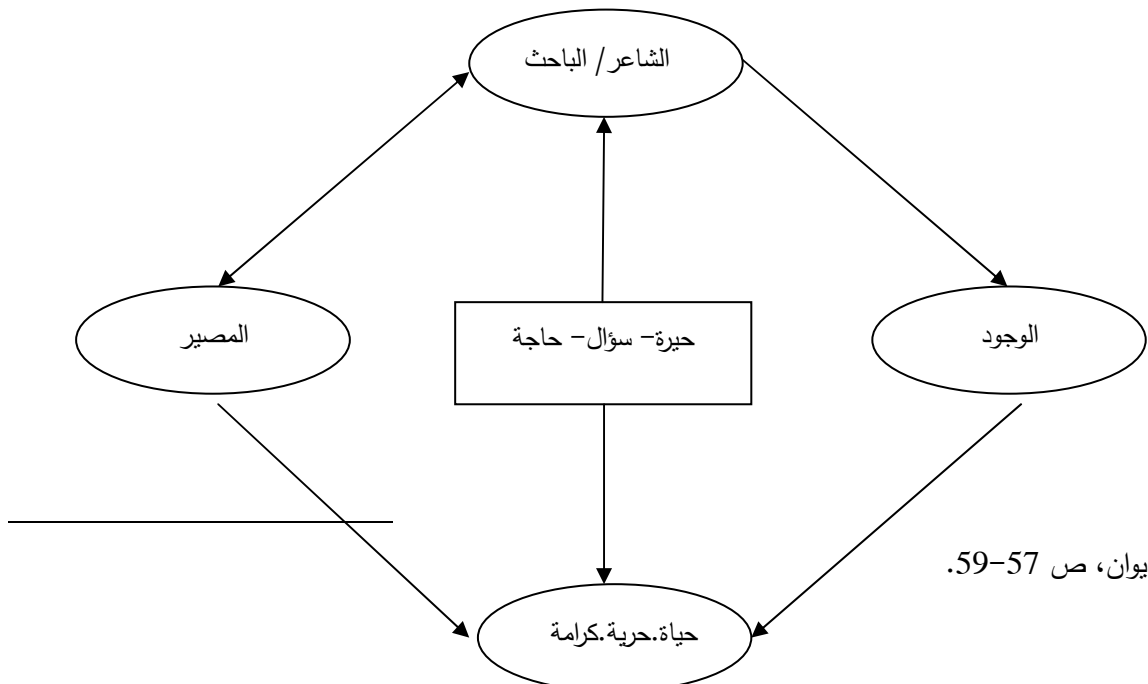 الشاعر/ الباحث
الوجود
حيرة- سؤال- حاجة
المصير
يوان، ص 57-59.
حياة.حرية.كرامة